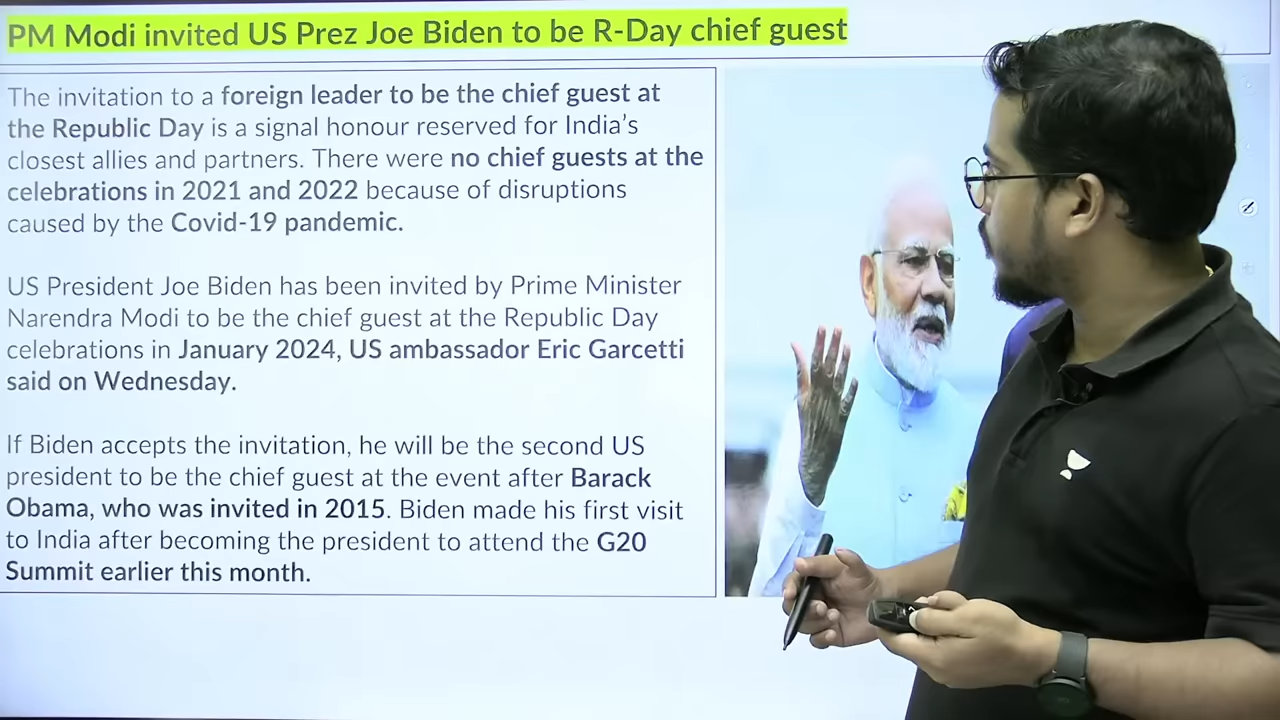 PM Modi invited US Prez Joe Biden to be R-Day chief guest
The invitation to a foreign leader to be the chief guest at
the Republic Day is a signal honour reserved for India's
closest allies and partners. There were no chief guests at the
celebrations in 2021 and 2022 because of disruptions
caused by the Covid-19 pandemic.
US President Joe Biden has been invited by Prime Minister
Narendra Modi to be the chief guest at the Republic Day
celebrations in January 2024, US ambassador Eric Garcetti
said on Wednesday.
If Biden accepts the invitation, he will be the second US
president to be the chief guest at the event after Barack
Obama, who was invited in 2015. Biden made his first visit
to India after becoming the president to attend the G20
Summit earlier this month.